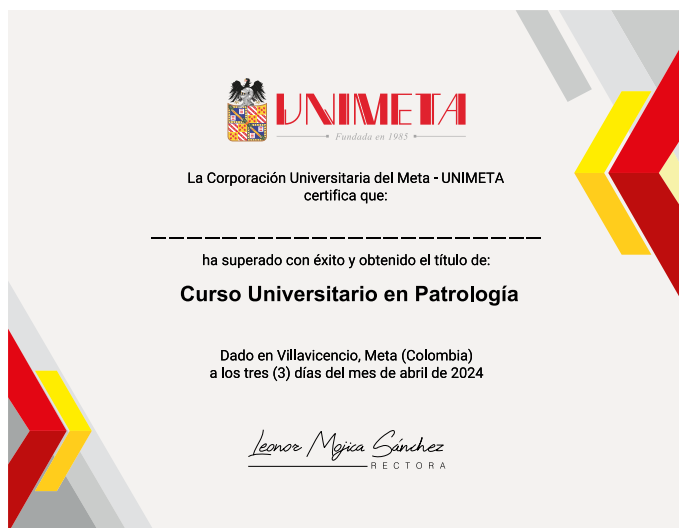 UNIMETA
Fundada en 1985
La Corporación Universitaria del Meta - UNIMETA
certifica que:
ha superado con éxito y obtenido el título de:
Curso Universitario en Patrología
Dado en Villavicencio, Meta (Colombia)
a los tres (3) días del mes de abril de 2024
Leonor Mojica Sánchez
RECTORA